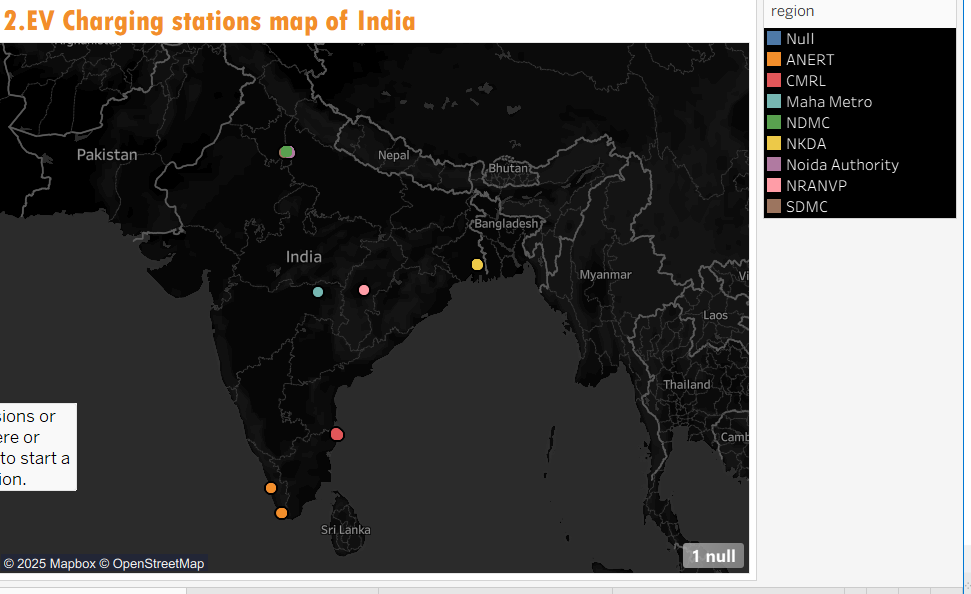 2.EV Charging stations map of India
region
Null
ANERT
CMRL
Maha Metro
NDMC
NKDA
Noida Authority
NRANVP
SDMC
Afghanistan
Pakistan
Nepal
Bhutan
Bangladesh
India
Myanmar
Vi
Laos
Thailand
Camb
Sri Lanka
sions or
ere or
to start a
ion.
1 null
© 2025 Mapbox © OpenStreetMap